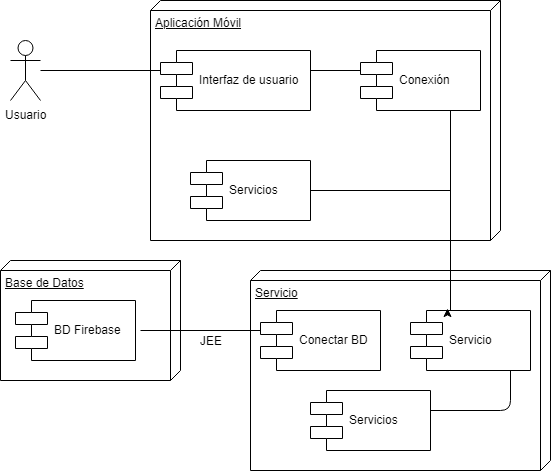 Aplicación Móvil
Interfaz de usuario
Conexión
Usuario
Servicios
Base de Datos
Servicio
BD Firebase
JEE
Conectar BD
Servicio
Servicios